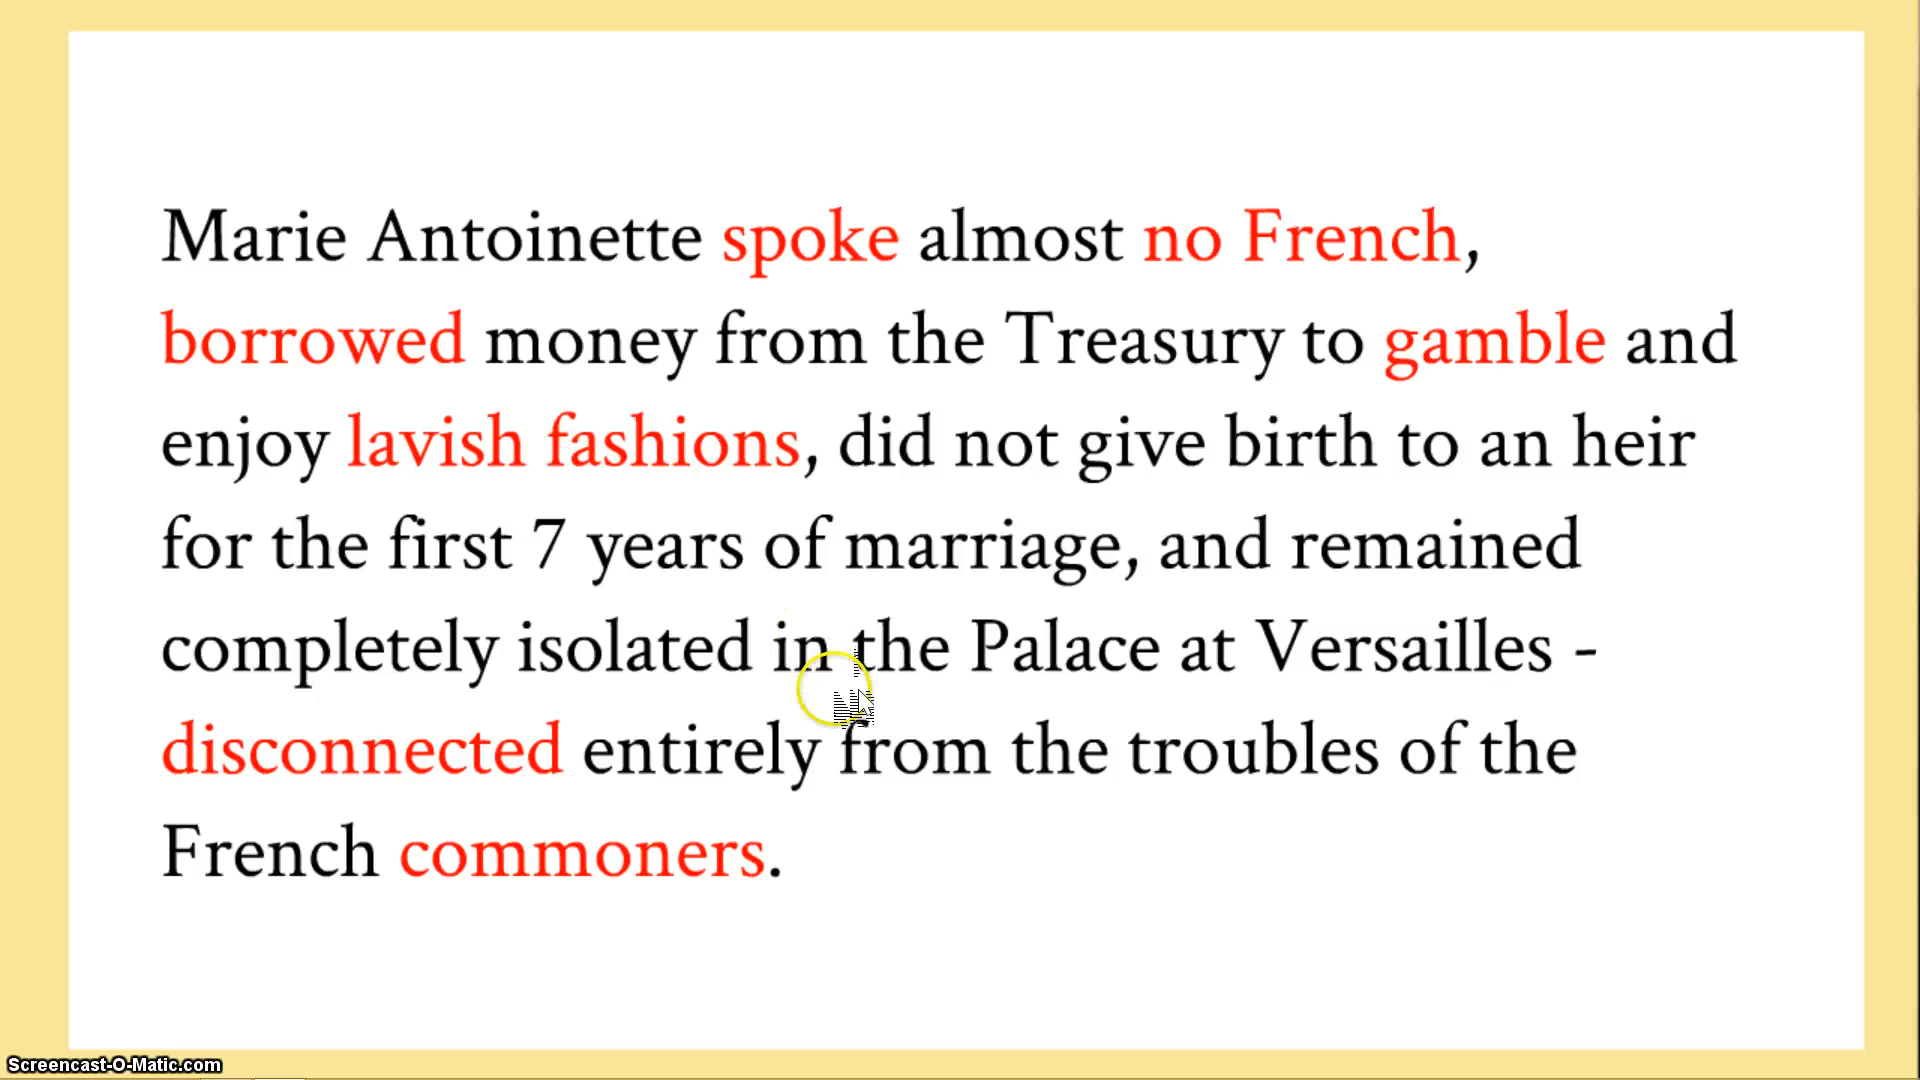 Marie Antoinette spoke almost no French,
borrowed money from the Treasury to gamble and
enjoy lavish fashions, did not give birth to an heir
for the first 7 years of marriage, and remained
completely isolated in the Palace at Versailles -
disconnected entirely from the troubles of the
French commoners.
Screencast-O-Matic.com